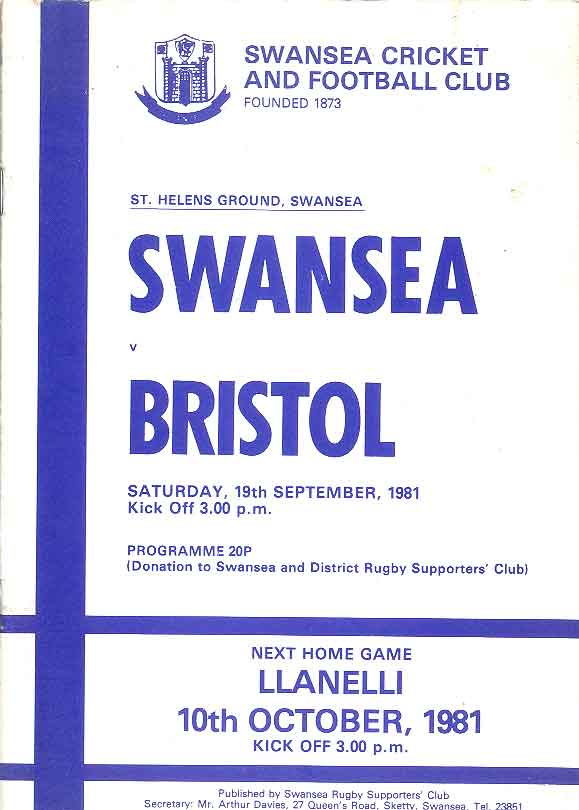 SWANSEA CRICKET
AND FOOTBALL CLUB
FOUNDED 1873
ST. HELENS GROUND, SWANSEA
SWANSEA
v
BRISTOL
SATURDAY, 19th SEPTEMBER, 1981
Kick Off 3.00 p.m.
PROGRAMME 20P
(Donation to Swansea and District Rugby Supporters' Club)
NEXT HOME GAME
LLANELLI
10th OCTOBER, 1981
KICK OFF 3.00 p.m.
Published by Swansea Rugby Supporters' Club
Secretary: Mr. Arthur Davies, 27 Queen's Road, Sketty, Swansea. Tel. 23851